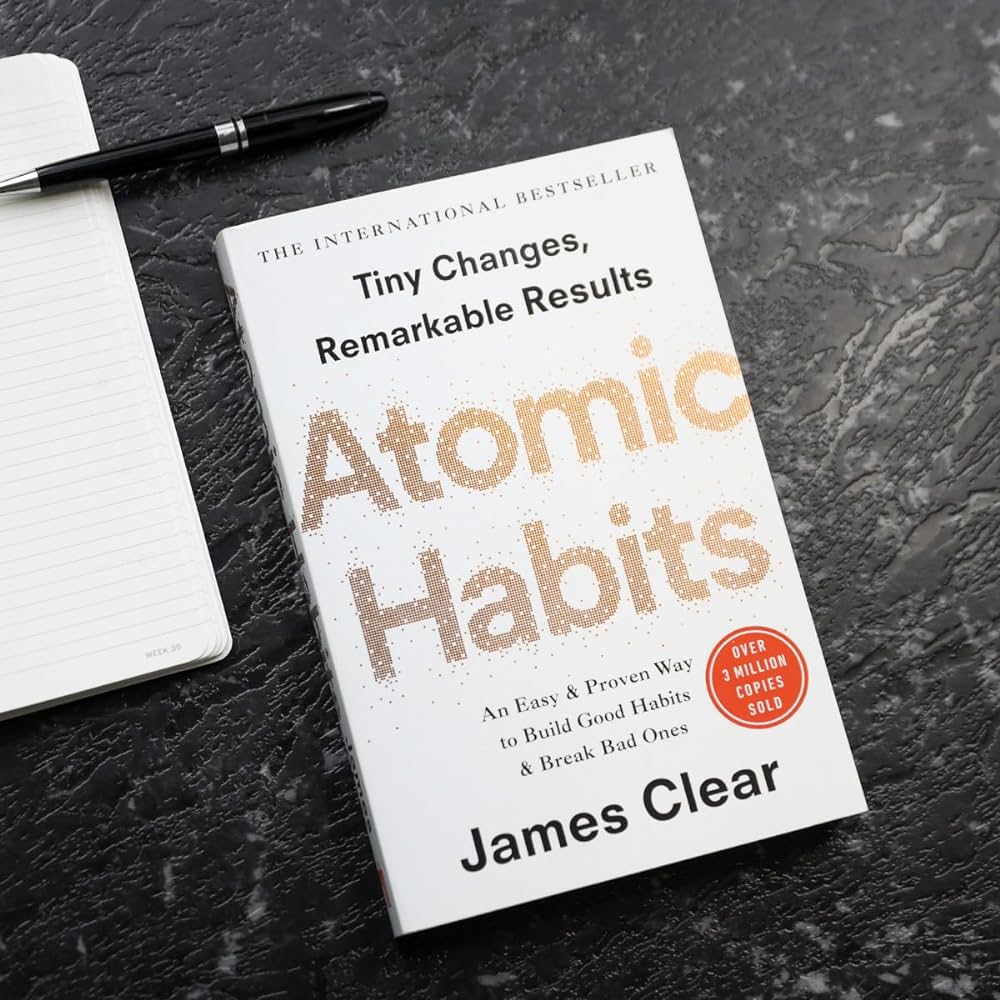 THE INTERNATIONAL BESTSELLER
Tiny Changes,
Remarkable Results
Atomic
Habits
An Easy & Proven Way
to Build Good Habits
& Break Bad Ones
OVER
3 MILLION
COPIES
SOLD
James Clear
WEEK 35